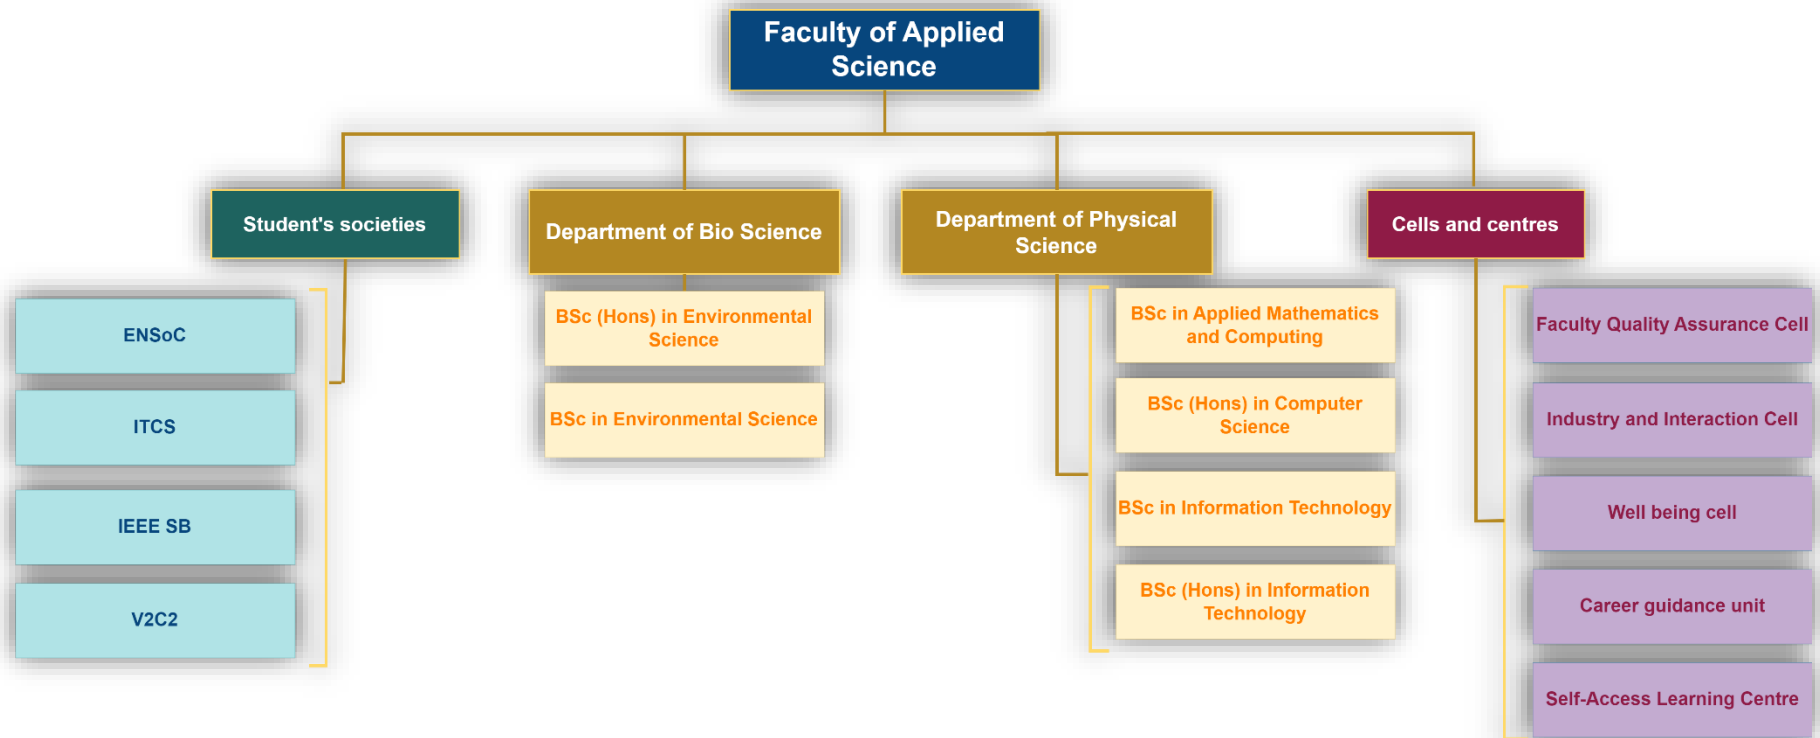 Faculty of Applied
Science
Student's societies
Department of Bio Science
Department of Physical
Science
Cells and centres
ENSoC
ITCS
IEEE SB
V2C2
BSc (Hons) in Environmental
Science
BSc in Environmental Science
BSc in Applied Mathematics
and Computing
BSc (Hons) in Computer
Science
BSc in Information Technology
BSc (Hons) in Information
Technology
Faculty Quality Assurance Cell
Industry and Interaction Cell
Well being cell
Career guidance unit
Self-Access Learning Centre